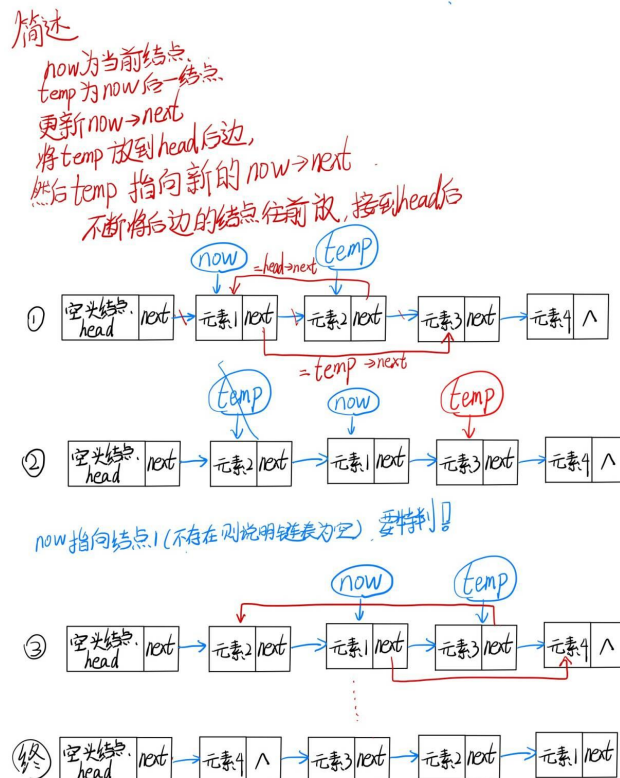 简述
now为当前结点.
temp为now后一结点.
更新now→next
将temp放到head后边,
然后temp指向新的now→next.
不断将后边的结点往前放,接到head后
now temp
=head→next
① 空头结点. head next 元素1 next 元素2 next 元素3 next 元素4 ∧
=temp→next
temp now temp
② 空头结点. head next 元素2 next 元素1 next 元素3 next 元素4 ∧
now指向结点1(不存在则说明链表为空).要特判!!
now temp
③ 空头结点. head next 元素2 next 元素1 next 元素3 next 元素4 ∧
终 空头结点. head next 元素4 ∧ 元素3 next 元素2 next 元素1 next